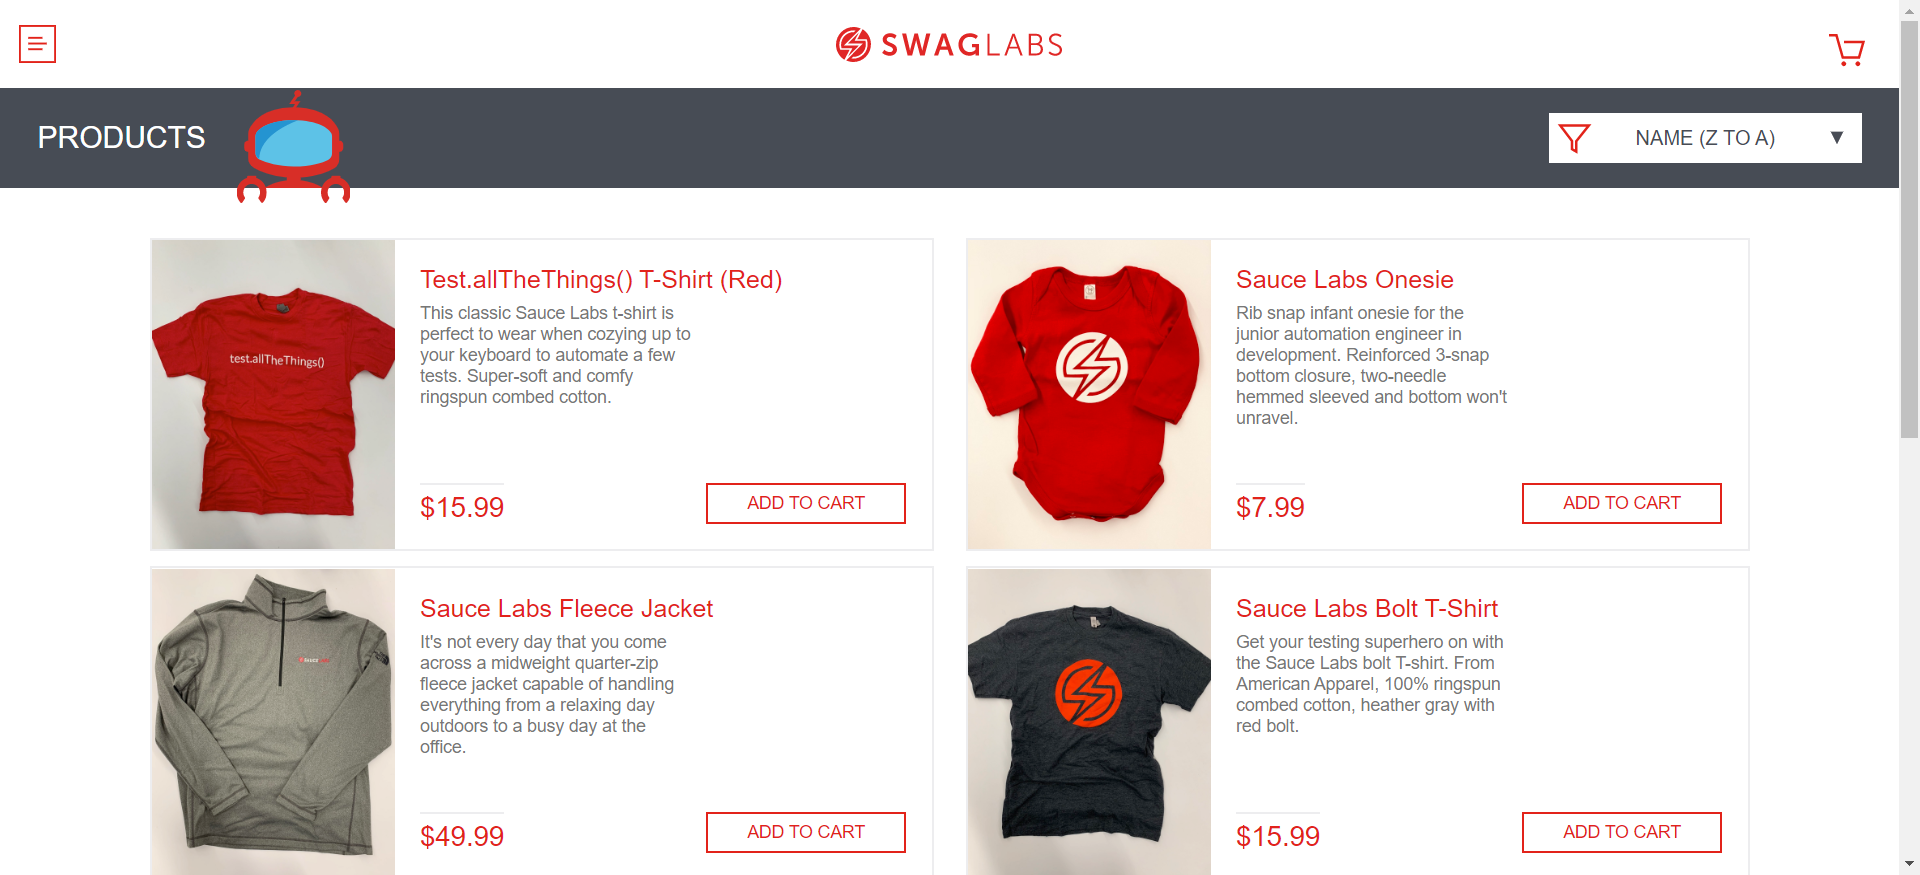 SWAGLABS
PRODUCTS
NAME (Z TO A)
test.allTheThings()
Test.allTheThings() T-Shirt (Red)
This classic Sauce Labs t-shirt is
perfect to wear when cozying up to
your keyboard to automate a few
tests. Super-soft and comfy
ringspun combed cotton.
$15.99
ADD TO CART
Sauce Labs Onesie
Rib snap infant onesie for the
junior automation engineer in
development. Reinforced 3-snap
bottom closure, two-needle
hemmed sleeved and bottom won't
unravel.
$7.99
ADD TO CART
Sauce Labs Fleece Jacket
It's not every day that you come
across a midweight quarter-zip
fleece jacket capable of handling
everything from a relaxing day
outdoors to a busy day at the
office.
$49.99
ADD TO CART
Sauce Labs Bolt T-Shirt
Get your testing superhero on with
the Sauce Labs bolt T-shirt. From
American Apparel, 100% ringspun
combed cotton, heather gray with
red bolt.
$15.99
ADD TO CART